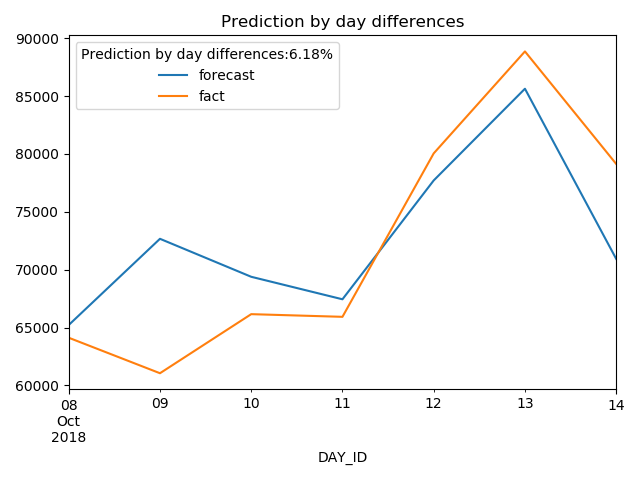 Prediction by day differences
90000
85000
80000
75000
70000
65000
60000
Prediction by day differences:6.18%
forecast
fact
08 09 10 11 12 13 14
Oct
2018
DAY_ID